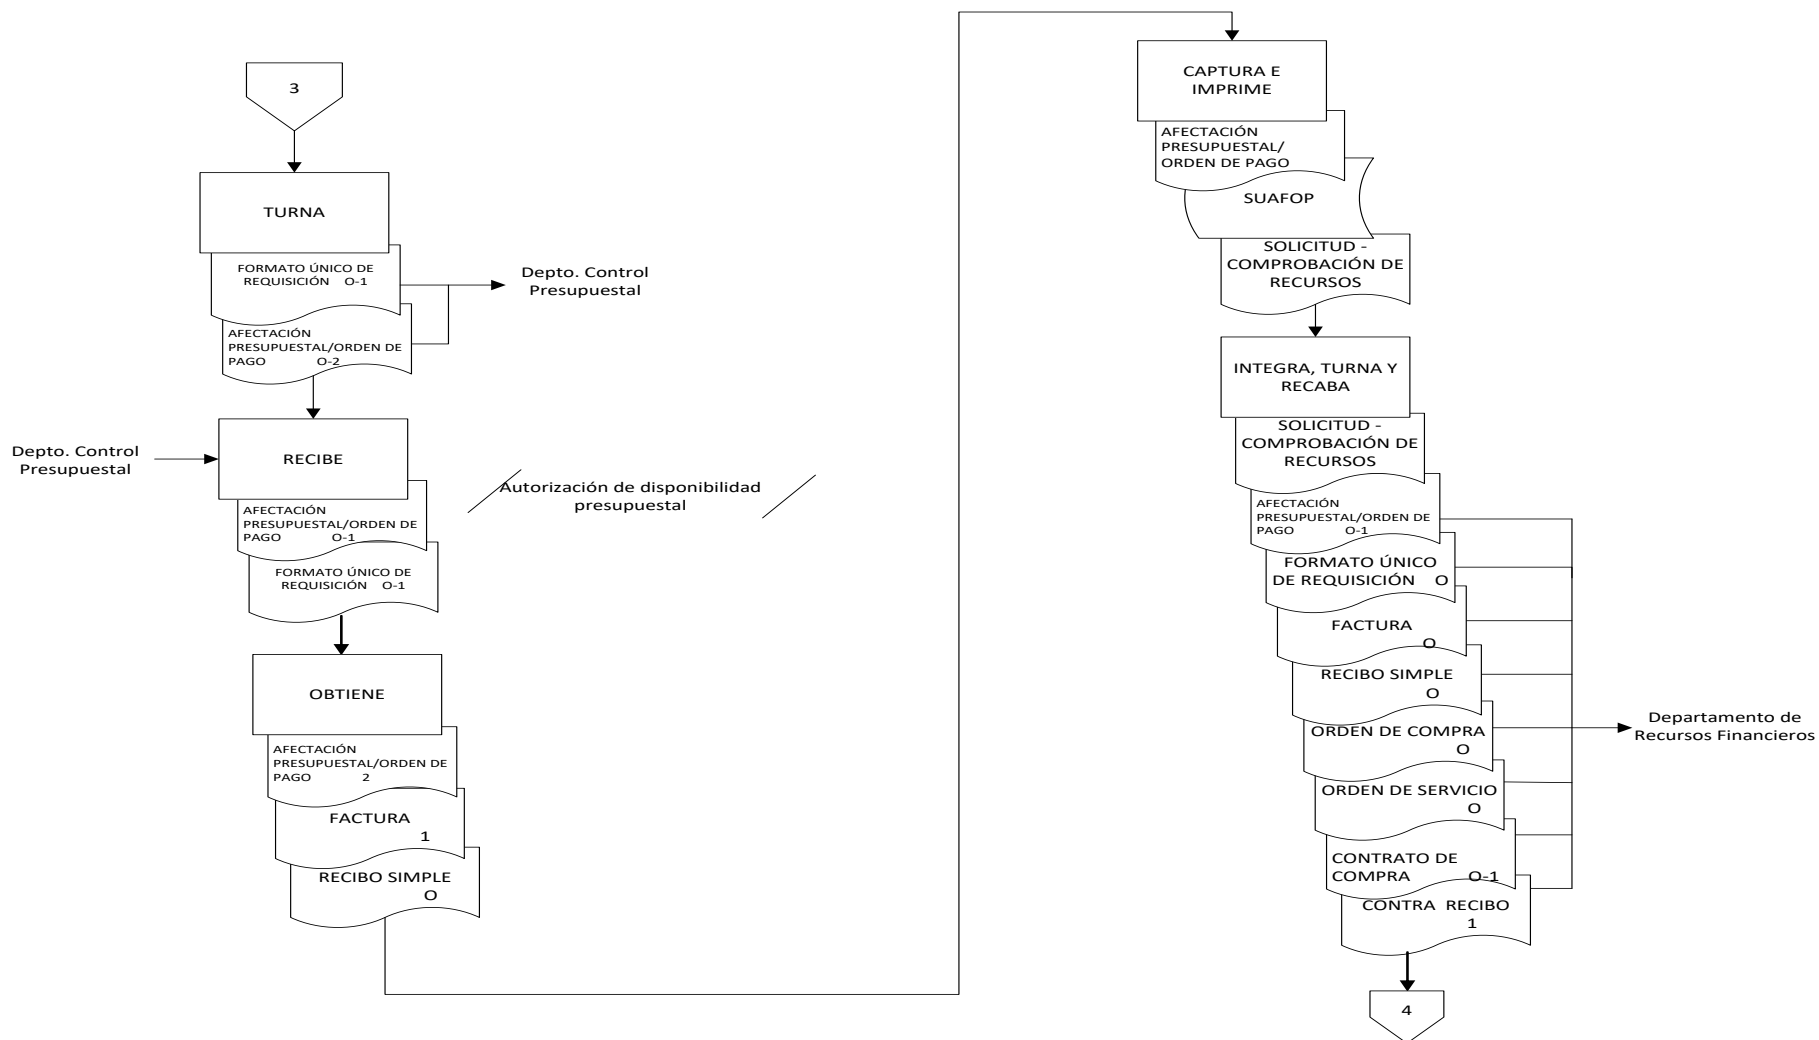 3
TURNA
FORMATO ÚNICO DE
REQUISICIÓN O-1
Depto. Control
Presupuestal
AFECTACIÓN
PRESUPUESTAL/ORDEN DE
PAGO O-2
Depto. Control
Presupuestal
RECIBE
Autorización de disponibilidad
presupuestal
AFECTACIÓN
PRESUPUESTAL/ORDEN DE
PAGO O-1
FORMATO ÚNICO DE
REQUISICIÓN O-1
OBTIENE
AFECTACIÓN
PRESUPUESTAL/ORDEN DE
PAGO 2
FACTURA
1
RECIBO SIMPLE
O
CAPTURA E
IMPRIME
AFECTACIÓN
PRESUPUESTAL/
ORDEN DE PAGO
SUAFOP
SOLICITUD -
COMPROBACIÓN DE
RECURSOS
INTEGRA, TURNA Y
RECABA
SOLICITUD -
COMPROBACIÓN DE
RECURSOS
AFECTACIÓN
PRESUPUESTAL/ORDEN DE
PAGO O-1
FORMATO ÚNICO
DE REQUISICIÓN O
FACTURA
O
RECIBO SIMPLE
O
ORDEN DE COMPRA
O
Departamento de
Recursos Financieros
ORDEN DE SERVICIO
O
CONTRATO DE
COMPRA O-1
CONTRA RECIBO
1
4